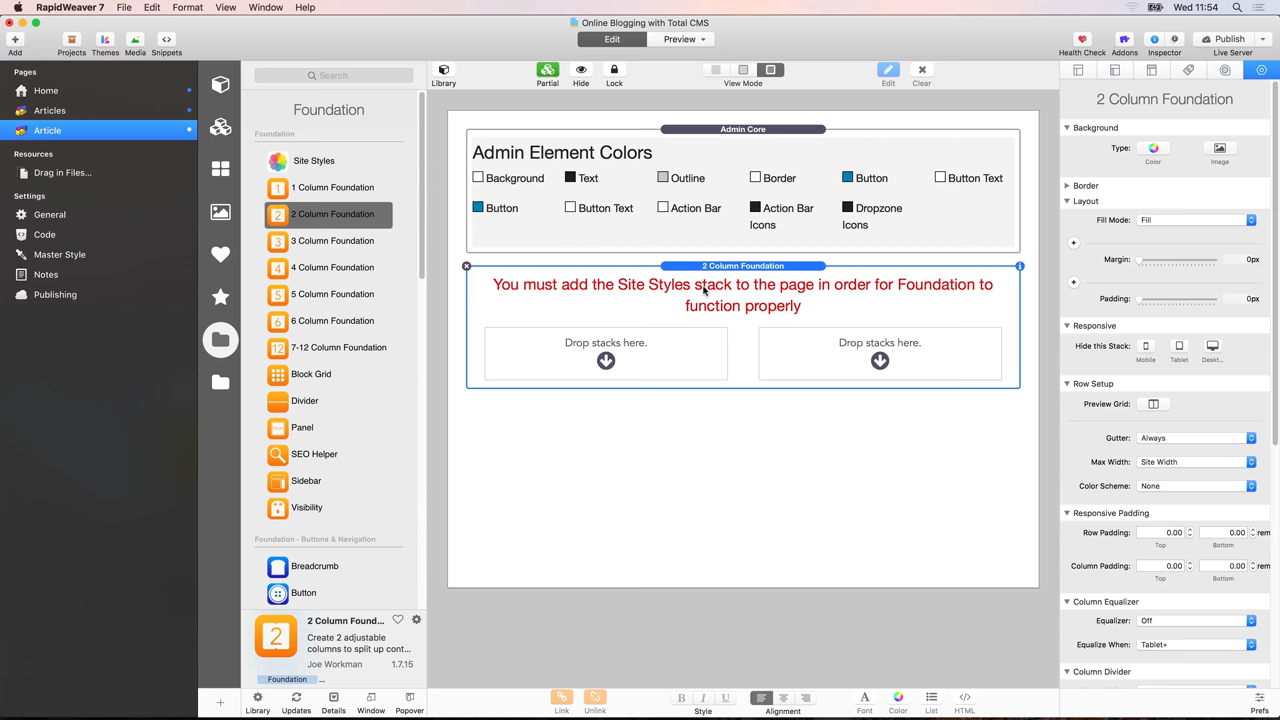 RapidWeaver 7 File Edit Format View Window Help
Wed 11:54
Online Blogging with Total CMS
Edit
Preview
Add
Projects
Themes
Media
Snippets
Health Check
Addons
Inspector
Publish
Live Server
Pages
Home
Articles
Article
Resources
Drag in Files...
Settings
General
Code
Master Style
Notes
Publishing
Search
Foundation
Foundation
Site Styles
1 1 Column Foundation
2 2 Column Foundation
3 3 Column Foundation
4 4 Column Foundation
5 5 Column Foundation
6 6 Column Foundation
12 7-12 Column Foundation
Block Grid
Divider
Panel
SEO Helper
Sidebar
Visibility
Foundation - Buttons & Navigation
Breadcrumb
Button
2
2 Column Found...
Create 2 adjustable
columns to split up cont...
Joe Workman 1.7.15
Foundation ...
Library
Updates
Details
Window
Popover
Library
Partial
Hide
Lock
View Mode
Edit
Clear
Admin Core
Admin Element Colors
Background Text Outline Border Button Button Text
Button Button Text Action Bar Action Bar Dropzone
Icons Icons
2 Column Foundation
You must add the Site Styles stack to the page in order for Foundation to
function properly
Drop stacks here. Drop stacks here.
Link
Unlink
B I U
Style
Alignment
A
Font
Color
List
HTML
2 Column Foundation
Background
Type:
Color
Image
Border
Layout
Fill Mode: Fill
Margin: 0px
Padding: 0px
Responsive
Hide this Stack:
Mobile Tablet Deskt...
Row Setup
Preview Grid:
Gutter: Always
Max Width: Site Width
Color Scheme: None
Responsive Padding
Row Padding: 0.00 0.00 rem
Top Bottom
Column Padding: 0.00 0.00 rem
Top Bottom
Column Equalizer
Equalizer: Off
Equalize When: Tablet+
Column Divider
Prefs